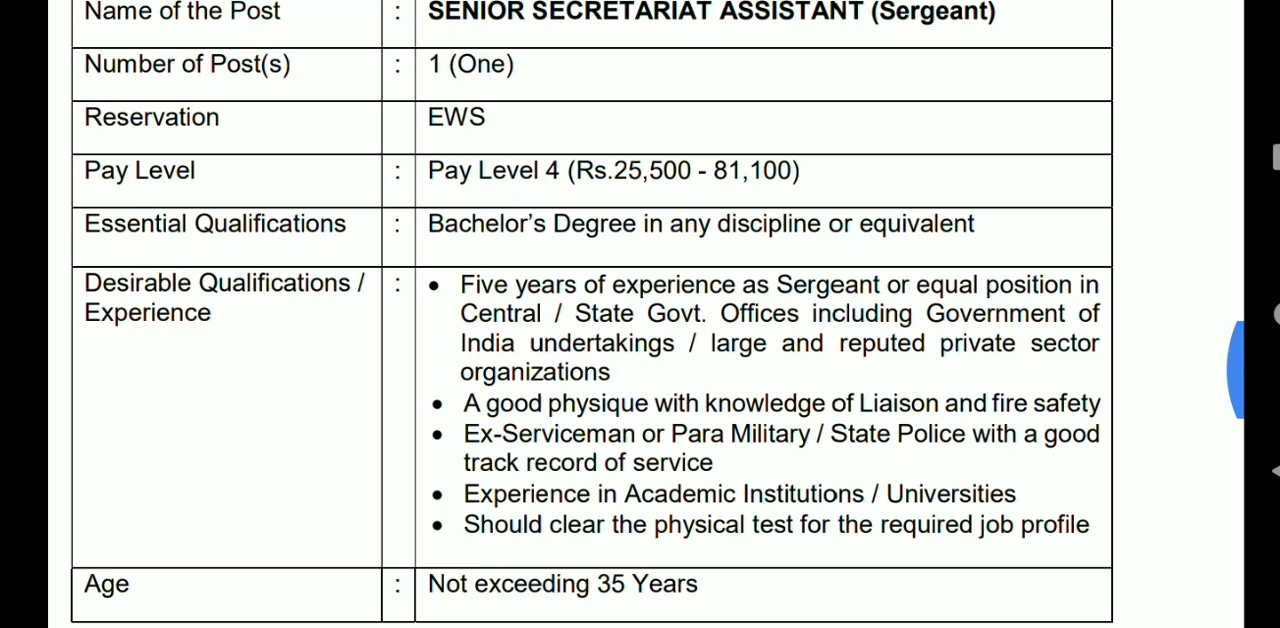 Name of the Post : SENIOR SECRETARIAT ASSISTANT (Sergeant)
Number of Post(s) : 1 (One)
Reservation EWS
Pay Level : Pay Level 4 (Rs.25,500 - 81,100)
Essential Qualifications : Bachelor’s Degree in any discipline or equivalent
Desirable Qualifications / : • Five years of experience as Sergeant or equal position in
Experience Central / State Govt. Offices including Government of
India undertakings / large and reputed private sector
organizations
• A good physique with knowledge of Liaison and fire safety
• Ex-Serviceman or Para Military / State Police with a good
track record of service
• Experience in Academic Institutions / Universities
• Should clear the physical test for the required job profile
Age : Not exceeding 35 Years